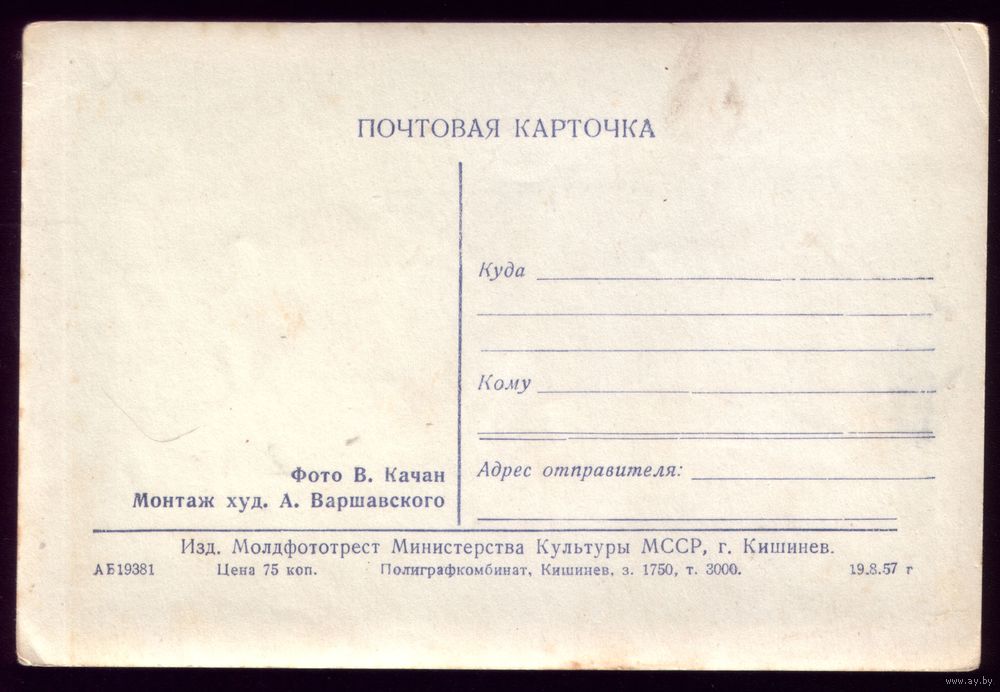 ПОЧТОВАЯ КАРТОЧКА
Куда
Кому
Адрес отправителя:
Фото В. Качан
Монтаж худ. А. Варшавского
Изд. Молдфототрест Министерства Культуры МССР, г. Кишинев.
АБ19381 Цена 75 коп. Полиграфкомбинат, Кишинев, з. 1750, т. 3000. 19.8.57 г
www.ay.by